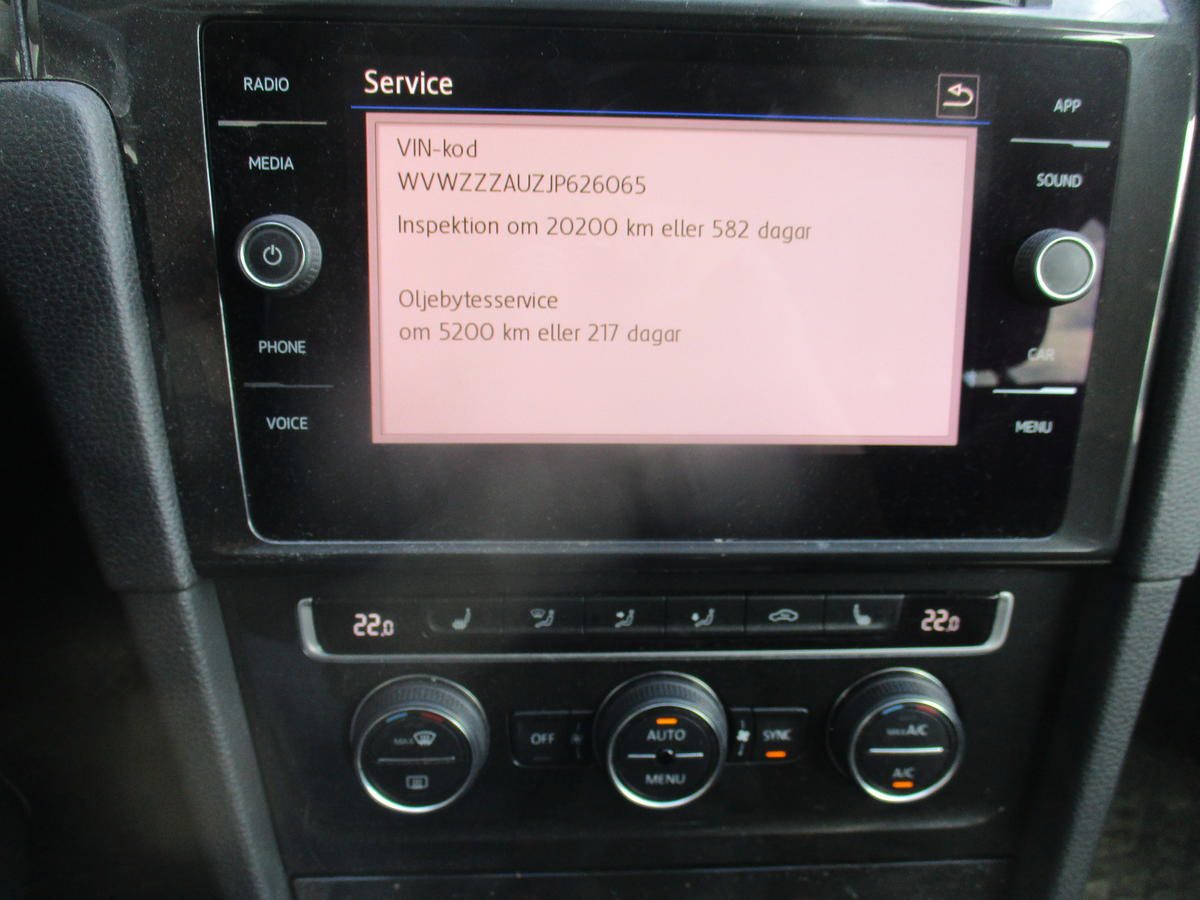 RADIO
Service
APP
MEDIA
VIN-kod
WVWZZZAUZJP626065
SOUND
Inspektion om 20200 km eller 582 dagar
Oljebytesservice
PHONE
om 5200 km eller 217 dagar
CAR
VOICE
MENU
22.0
22.0
MAX
OFF
AUTO
MENU
SYNC
MAX A/C
A/C